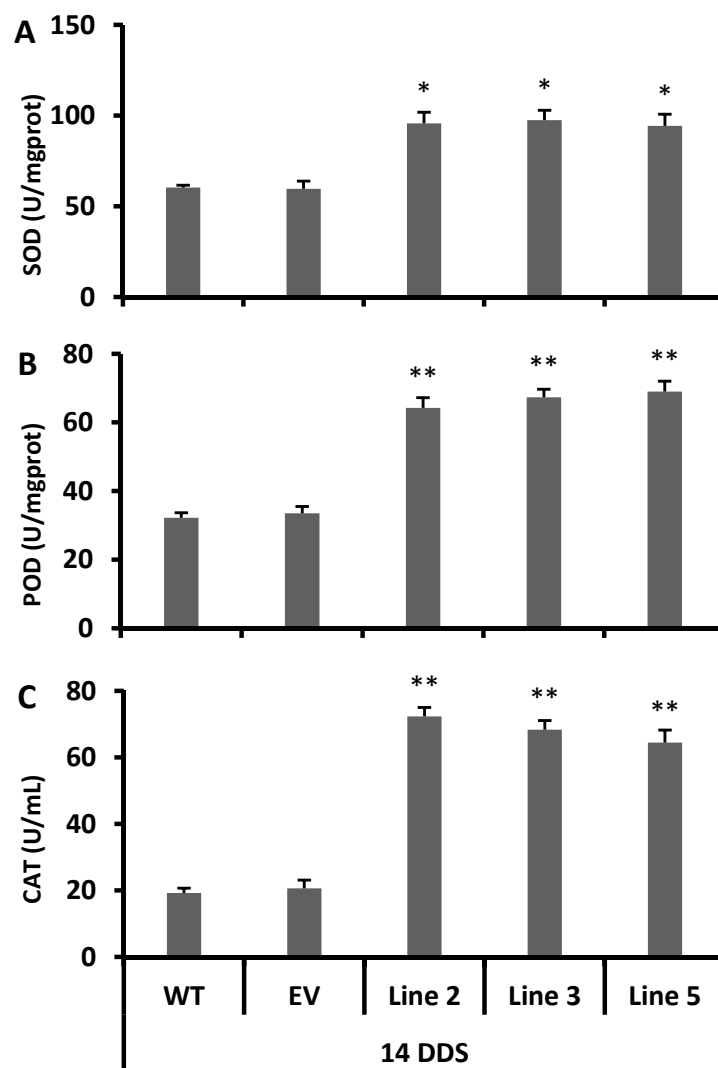 A
SOD (U/mgprot)
150
100
50
0
* * *
B
POD (U/mgprot)
80
60
40
20
0
** ** **
C
CAT (U/mL)
80
60
40
20
0
** ** **
WT EV Line 2 Line 3 Line 5
14 DDS